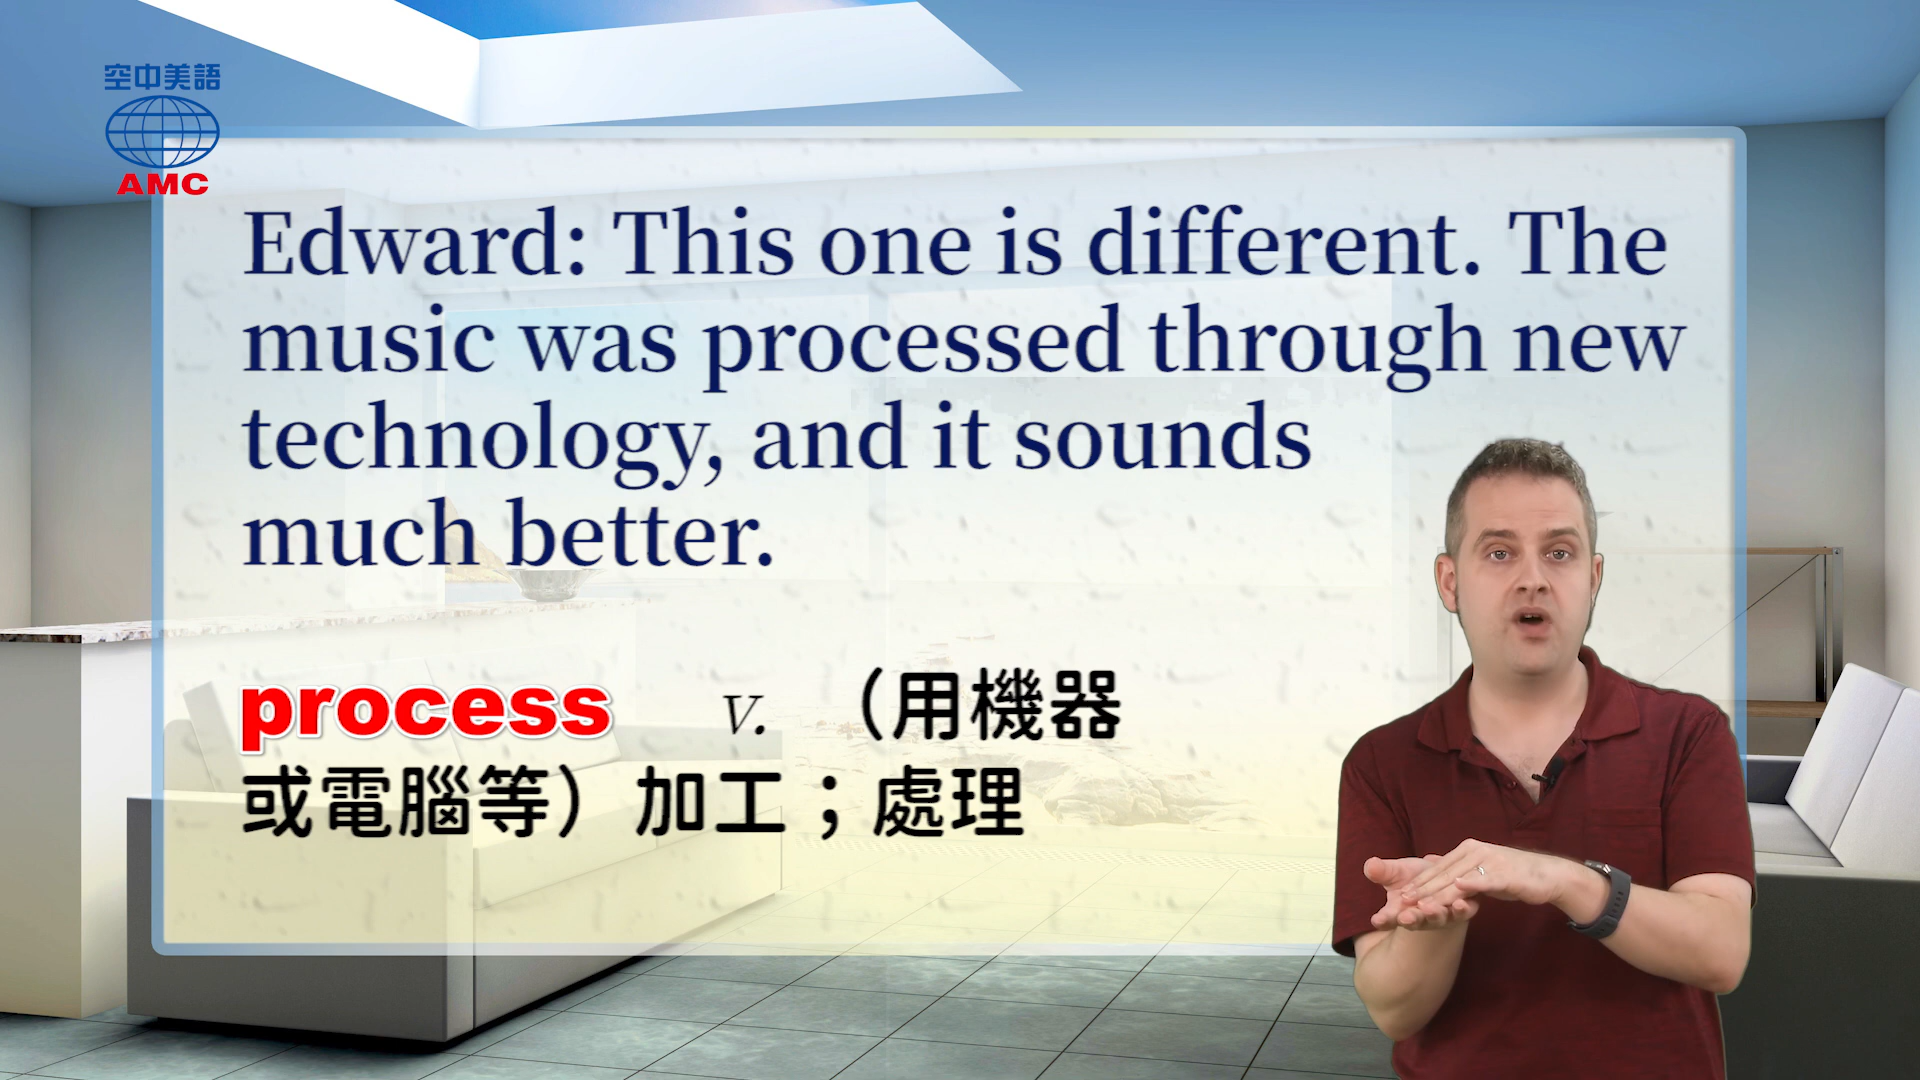 空中美語
AMC
Edward: This one is different. The
music was processed through new
technology, and it sounds
much better.
process v. （用機器
或電腦等）加工；處理